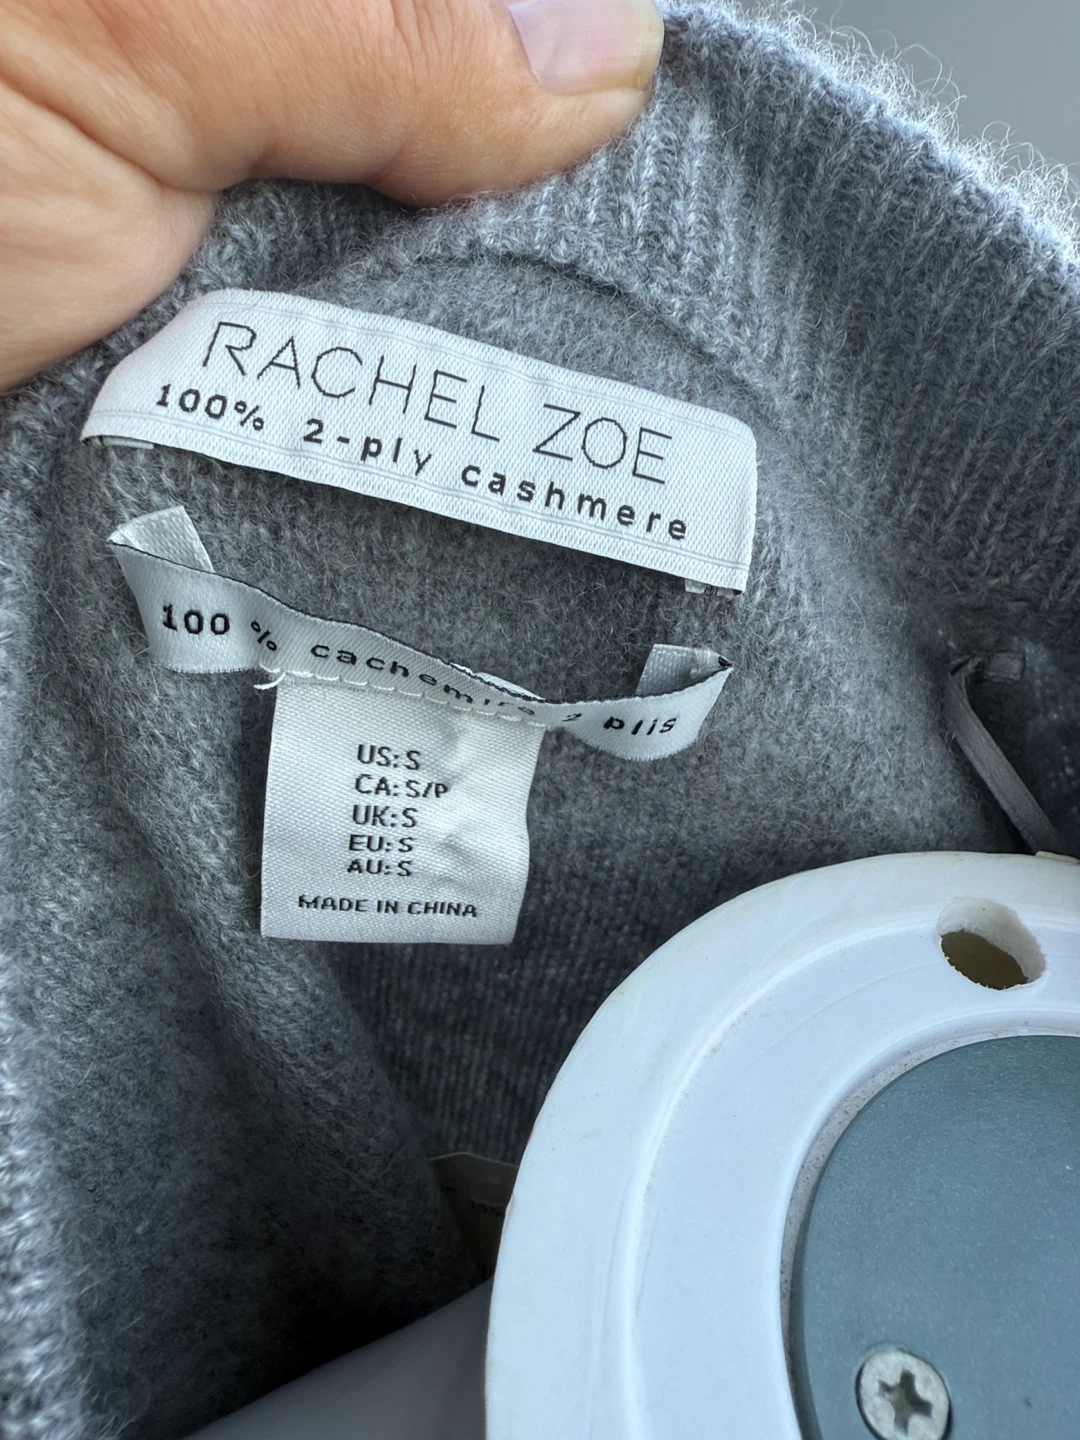 RACHEL ZOE
100% 2-ply cashmere
100 % cachemire 2 plis
US: S
CA: S/P
UK: S
EU: S
AU: S
MADE IN CHINA